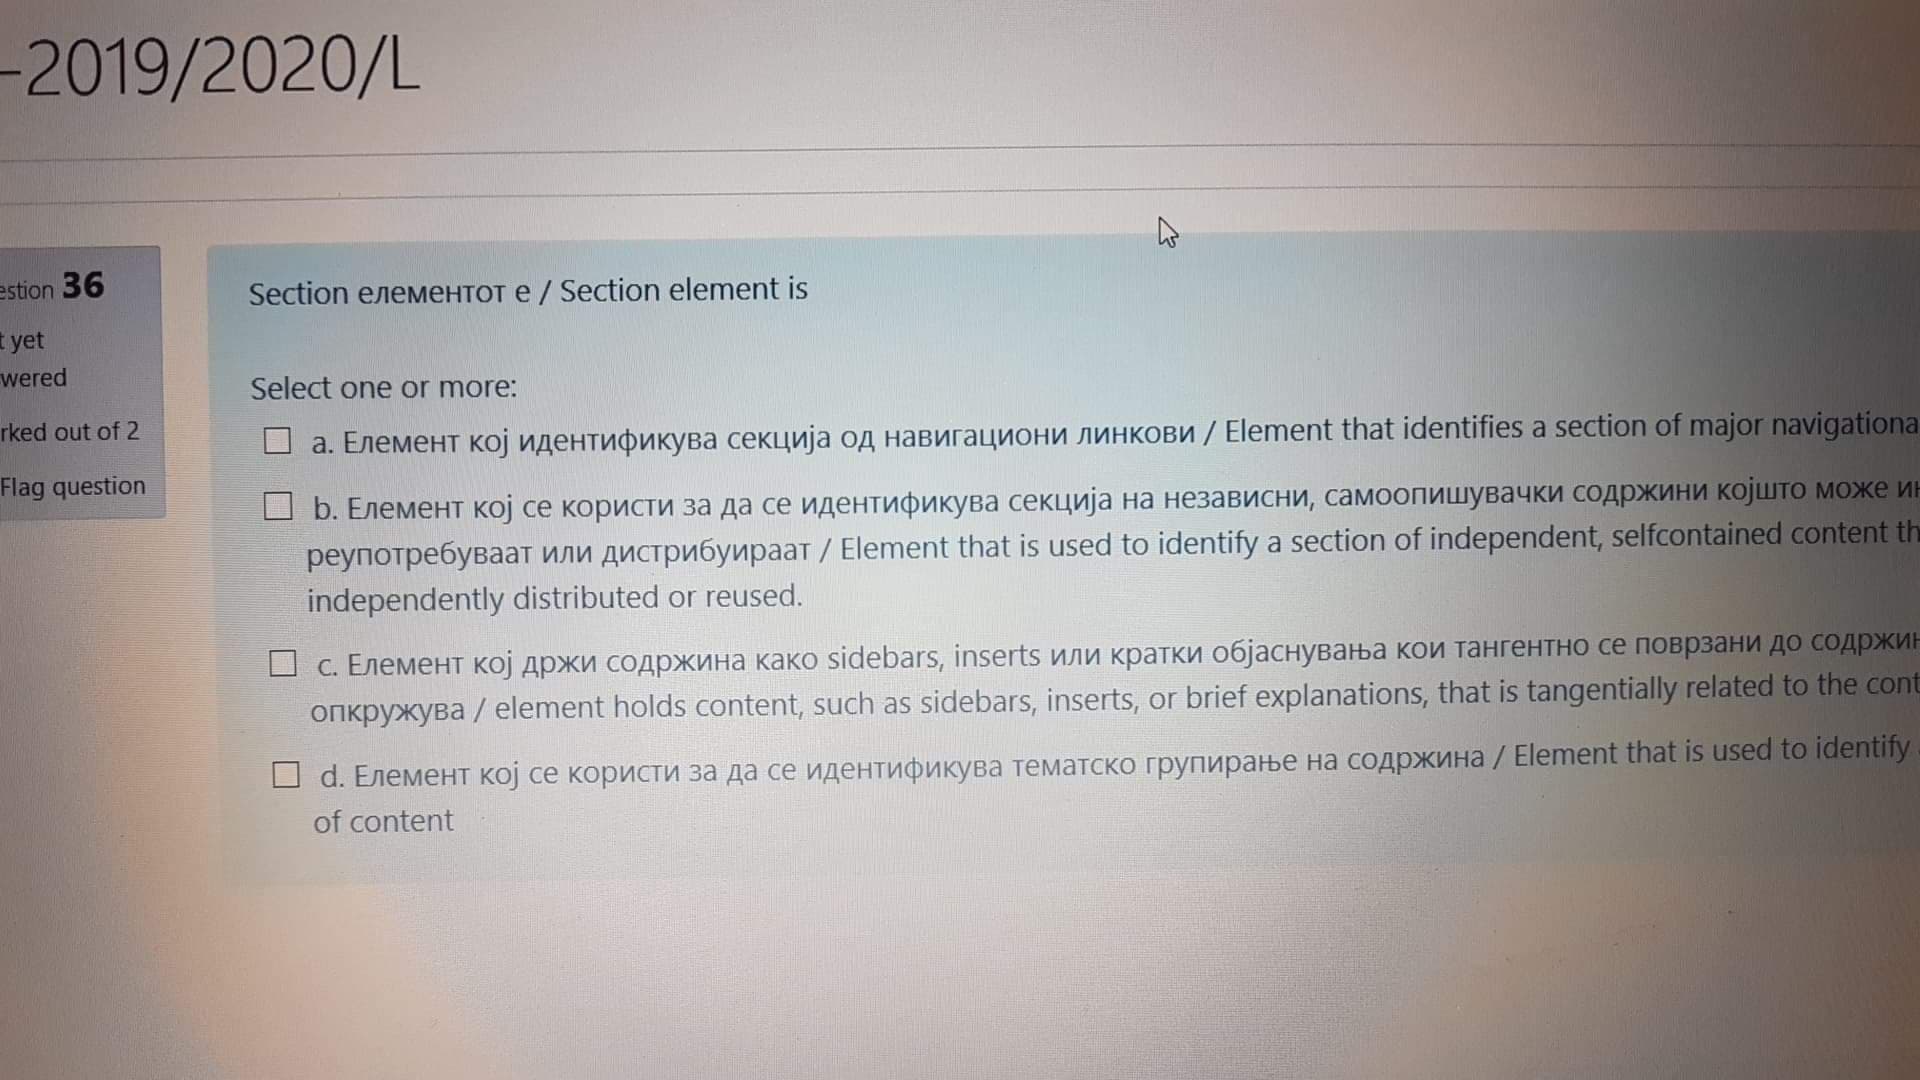 -2019/2020/L
estion 36
t yet
wered
rked out of 2
Flag question
Section елементот е / Section element is
Select one or more:
a. Елемент кој идентификува секција од навигациони линкови / Element that identifies a section of major navigationa
b. Елемент кој се користи за да се идентификува секција на независни, самоопишувачки содржини којшто може ин
реупотребуваат или дистрибуираат / Element that is used to identify a section of independent, selfcontained content th
independently distributed or reused.
c. Елемент кој држи содржина како sidebars, inserts или кратки објаснувања кои тангентно се поврзани до содржин
опкружува / element holds content, such as sidebars, inserts, or brief explanations, that is tangentially related to the cont
d. Елемент кој се користи за да се идентификува тематско групирање на содржина / Element that is used to identify
of content